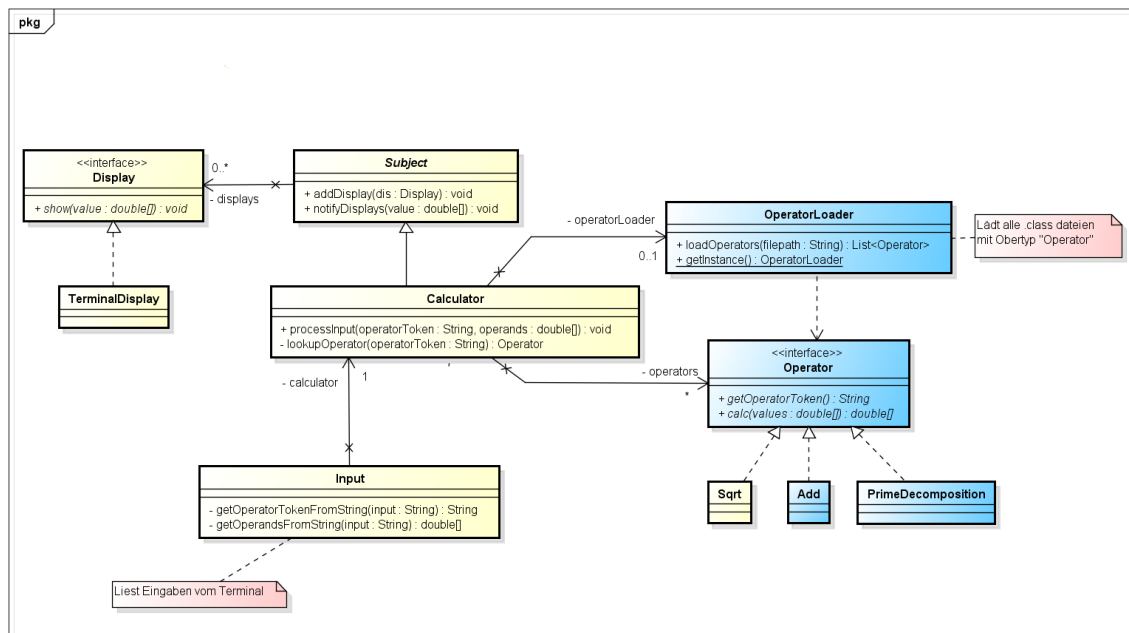 pkg
<<interface>>
Display
+ show(value : double[]) : void
0..*
- displays
Subject
+ addDisplay(dis : Display) : void
+ notifyDisplays(value : double[]) : void
- operatorLoader
0..1
OperatorLoader
+ loadOperators(filepath : String) : List<Operator>
+ getInstance() : OperatorLoader
Lädt alle .class dateien
mit Obertyp "Operator"
TerminalDisplay
Calculator
+ processInput(operatorToken : String, operands : double[]) : void
- lookupOperator(operatorToken : String) : Operator
- calculator
1
- operators
*
<<interface>>
Operator
+ getOperatorToken() : String
+ calc(values : double[]) : double[]
Input
- getOperatorTokenFromString(input : String) : String
- getOperandsFromString(input : String) : double[]
Sqrt
Add
PrimeDecomposition
Liest Eingaben vom Terminal